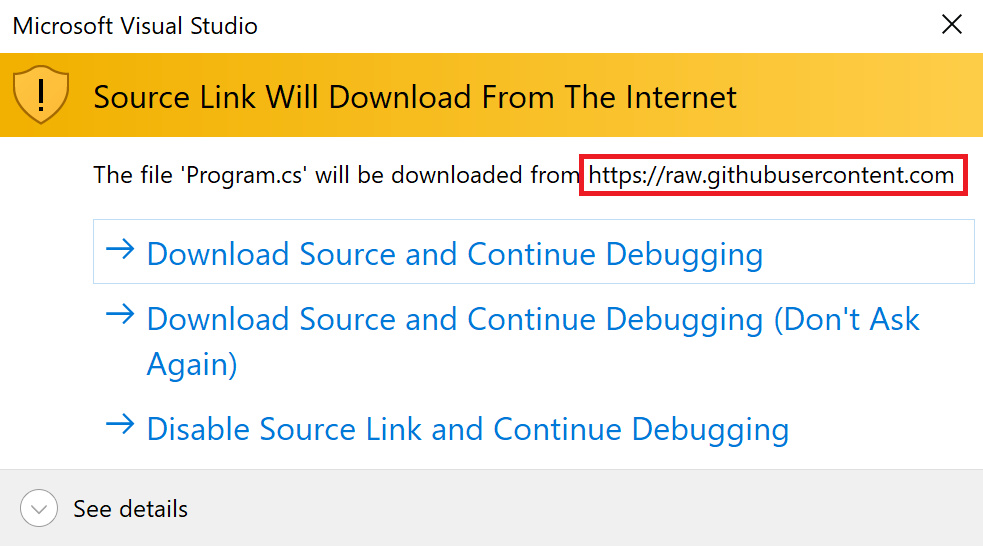 Microsoft Visual Studio
Source Link Will Download From The Internet
The file 'Program.cs' will be downloaded from https://raw.githubusercontent.com
Download Source and Continue Debugging
Download Source and Continue Debugging (Don't Ask
Again)
Disable Source Link and Continue Debugging
See details